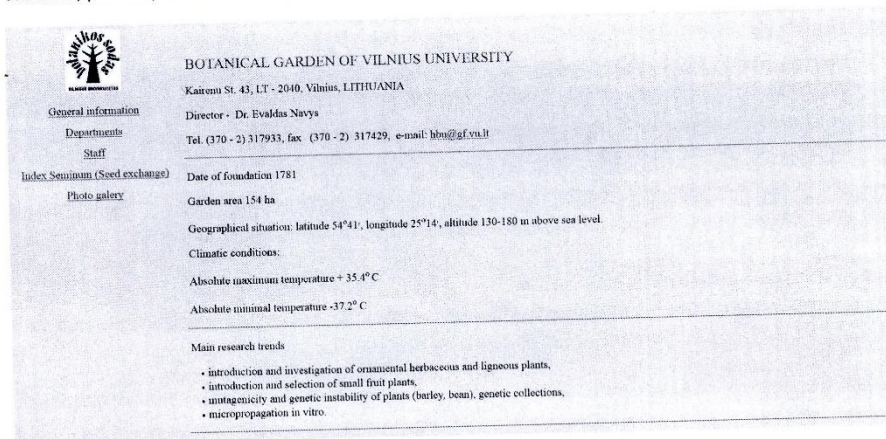 botanikos sodas
VILNIAUS UNIVERSITETAS
General information
Departments
Staff
Index Seminum (Seed exchange)
Photo galery
BOTANICAL GARDEN OF VILNIUS UNIVERSITY
Kairenu St. 43, LT - 2040, Vilnius, LITHUANIA
Director - Dr. Evaldas Navys
Tel. (370 - 2) 317933, fax (370 - 2) 317429, e-mail: hbu@gf.vu.lt
Date of foundation 1781
Garden area 154 ha
Geographical situation: latitude 54°41', longitude 25°14', altitude 130-180 m above sea level.
Climatic conditions:
Absolute maximum temperature + 35.4° C
Absolute minimal temperature -37.2° C
Main research trends
• introduction and investigation of ornamental herbaceous and ligneous plants,
• introduction and selection of small fruit plants,
• mutagenicity and genetic instability of plants (barley, bean), genetic collections,
• micropropagation in vitro.